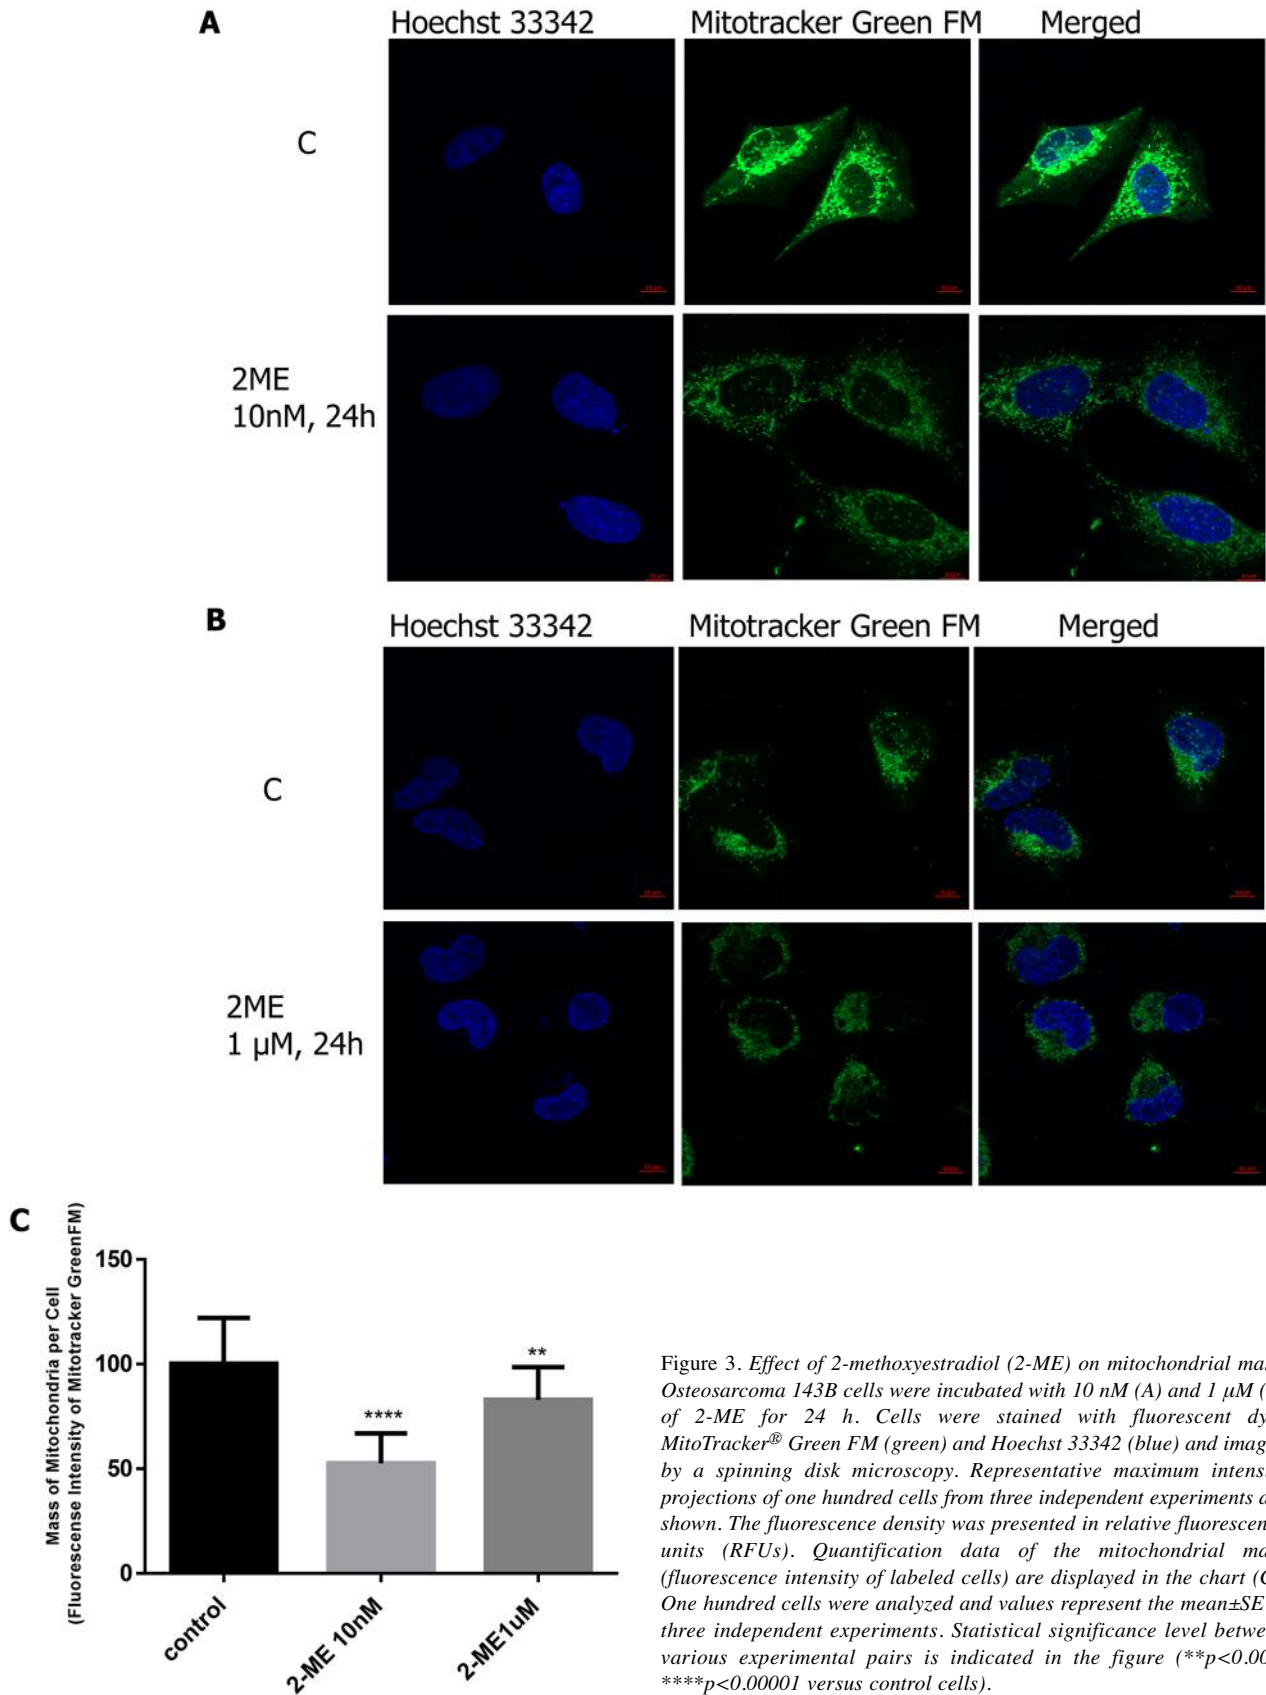 A
Hoechst 33342 Mitotracker Green FM Merged
C
2ME
10nM, 24h
B
Hoechst 33342 Mitotracker Green FM Merged
C
2ME
1 µM, 24h
C
Mass of Mitochondria per Cell
(Fluorescense Intensity of Mitotracker GreenFM)
150
100
50
0
**
****
control
2-ME 10nM
2-ME1uM
Figure 3. Effect of 2-methoxyestradiol (2-ME) on mitochondrial mas
Osteosarcoma 143B cells were incubated with 10 nM (A) and 1 µM (
of 2-ME for 24 h. Cells were stained with fluorescent dy
MitoTracker® Green FM (green) and Hoechst 33342 (blue) and imag
by a spinning disk microscopy. Representative maximum intens
projections of one hundred cells from three independent experiments a
shown. The fluorescence density was presented in relative fluorescen
units (RFUs). Quantification data of the mitochondrial ma
(fluorescence intensity of labeled cells) are displayed in the chart (C
One hundred cells were analyzed and values represent the mean±SE
three independent experiments. Statistical significance level betwe
various experimental pairs is indicated in the figure (**p<0.00
****p<0.00001 versus control cells).